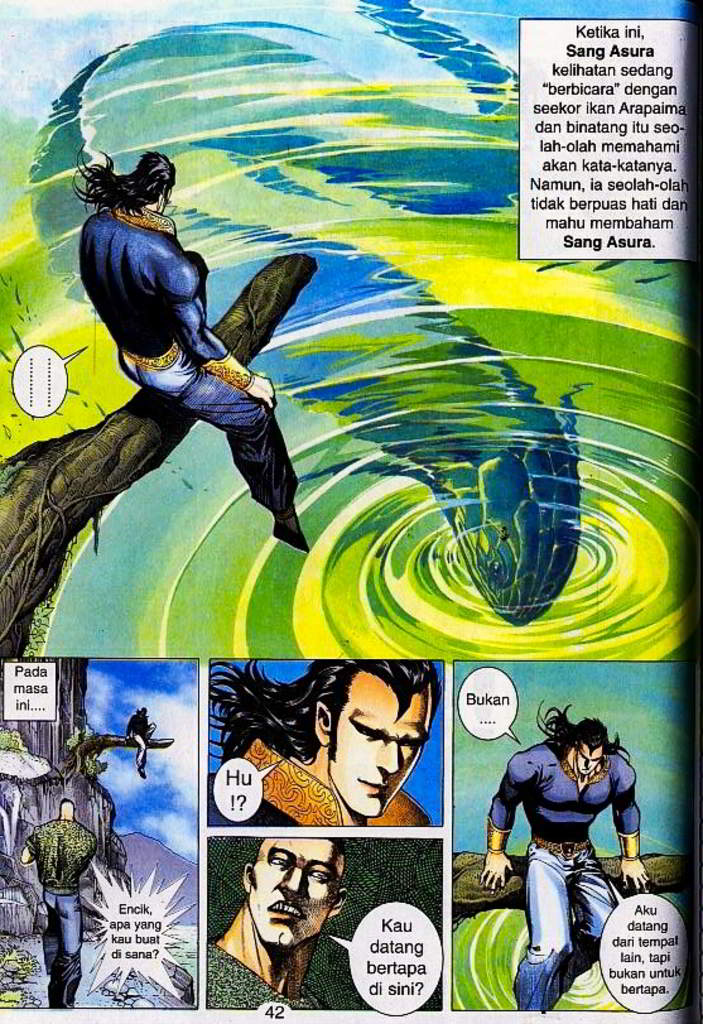 Ketika ini,
Sang Asura
kelihatan sedang
"berbicara" dengan
seekor ikan Arapaima
dan binatang itu seo-
lah-olah memahami
akan kata-katanya.
Namun, ia seolah-olah
tidak berpuas hati dan
mahu membaham
Sang Asura.
Pada
masa
ini....
Encik,
apa yang
kau buat
di sana?
Hu
!?
Kau
datang
bertapa
di sini?
Bukan
....
Aku
datang
dari tempat
lain, tapi
bukan untuk
bertapa.
42